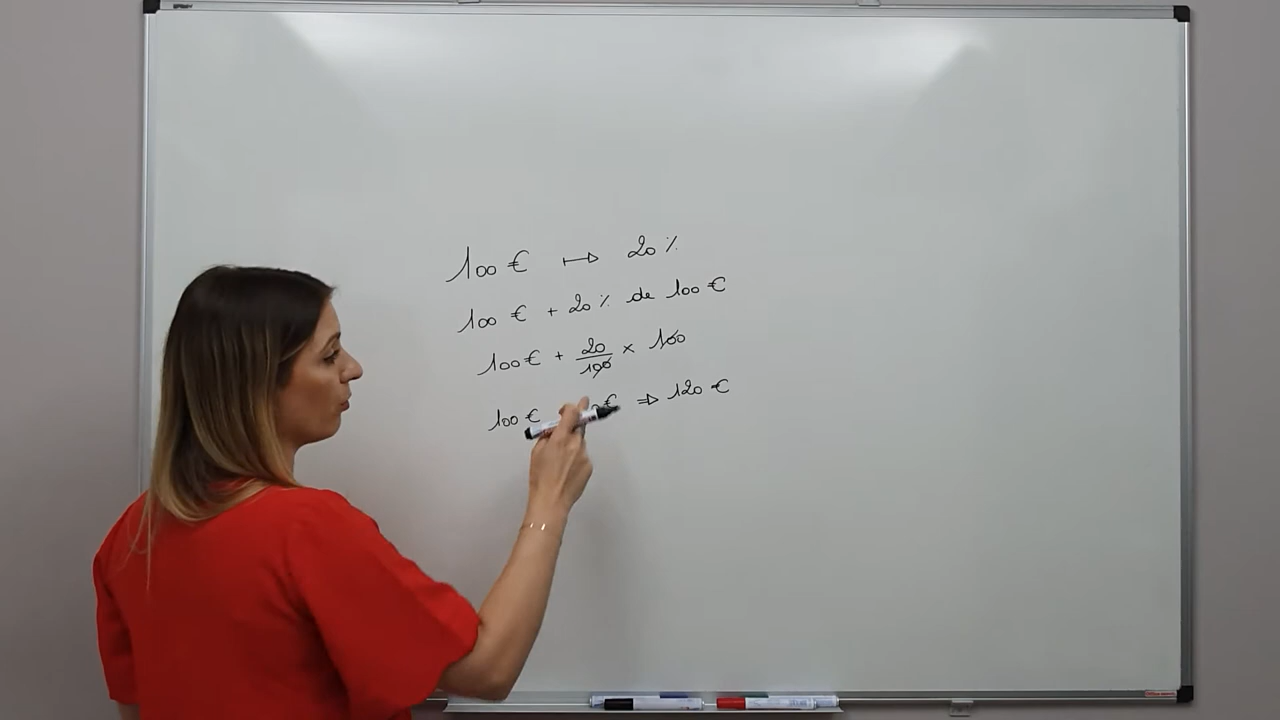 100 € ↦ 20 %
100 € + 20 % de 100 €
100 € + 20/100 × 100
100 € € ⇒ 120 €